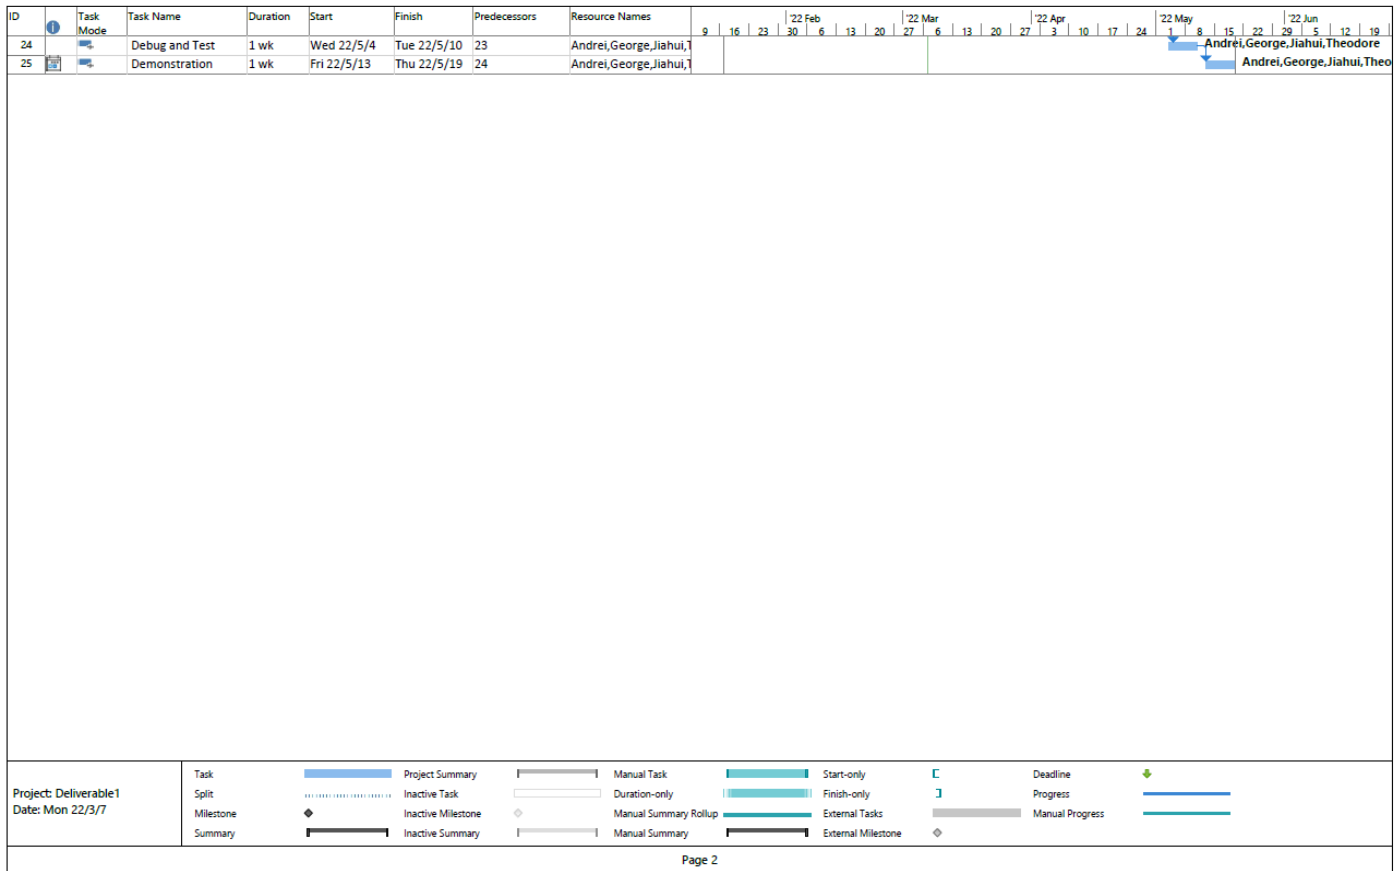 ID Task Mode Task Name Duration Start Finish Predecessors Resource Names
'22 Feb '22 Mar '22 Apr '22 May '22 Jun
9 16 23 30 6 13 20 27 6 13 20 27 3 10 17 24 1 8 15 22 29 5 12 19
24 Debug and Test 1 wk Wed 22/5/4 Tue 22/5/10 23 Andrei,George,Jiahui,T Andrei,George,Jiahui,Theodore
25 Demonstration 1 wk Fri 22/5/13 Thu 22/5/19 24 Andrei,George,Jiahui,T Andrei,George,Jiahui,Theo
Project: Deliverable1
Date: Mon 22/3/7
Task Project Summary Manual Task Start-only Deadline
Split Inactive Task Duration-only Finish-only Progress
Milestone Inactive Milestone Manual Summary Rollup External Tasks Manual Progress
Summary Inactive Summary Manual Summary External Milestone
Page 2